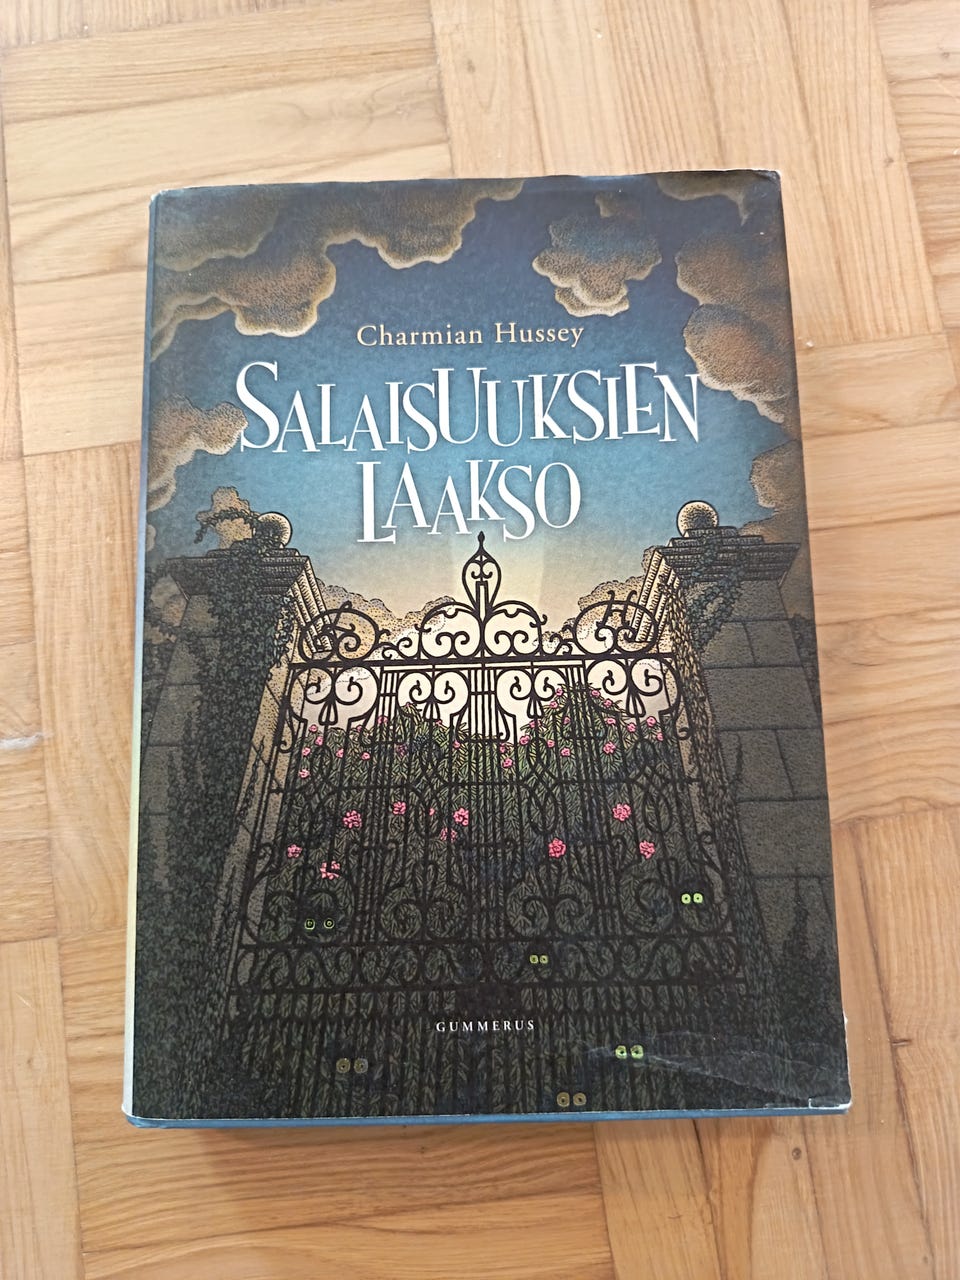 Charmian Hussey
SALAISUUKSIEN
LAAKSO
GUMMERUS